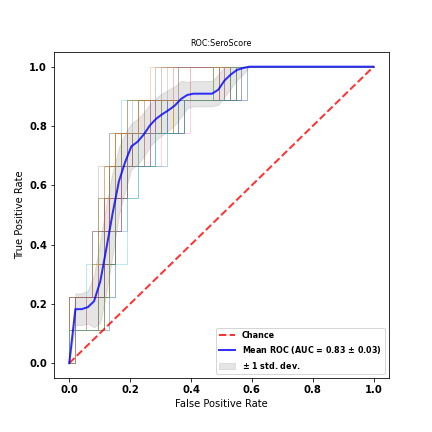 ROC:SeroScore
True Positive Rate
1.0
0.8
0.6
0.4
0.2
0.0
Chance
Mean ROC (AUC = 0.83 ± 0.03)
± 1 std. dev.
0.0 0.2 0.4 0.6 0.8 1.0
False Positive Rate